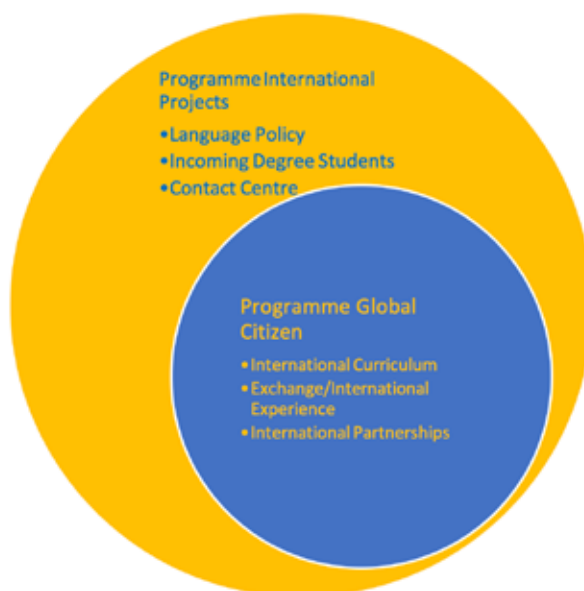 Programme International
Projects
•Language Policy
•Incoming Degree Students
•Contact Centre
Programme Global
Citizen
•International Curriculum
•Exchange/International
Experience
•International Partnerships